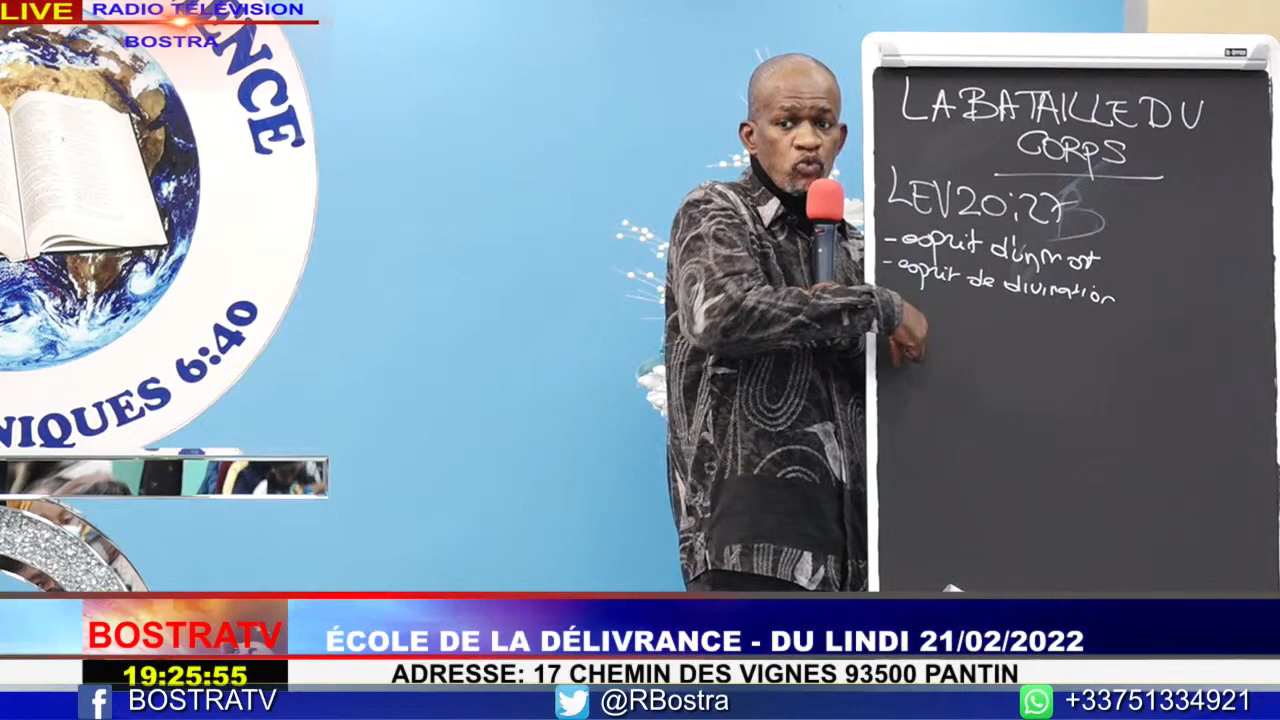 LIVE
RADIO TÉLÉVISION
BOSTRA
ENCE
NIQUES 6:40
LA BATAILLE DU
CORPS
LEV 20:27
- esprit d'un mort
- esprit de divination
BOSTRATV
ÉCOLE DE LA DÉLIVRANCE - DU LINDI 21/02/2022
19:25:55
ADRESSE: 17 CHEMIN DES VIGNES 93500 PANTIN
BOSTRATV
@RBostra
+33751334921